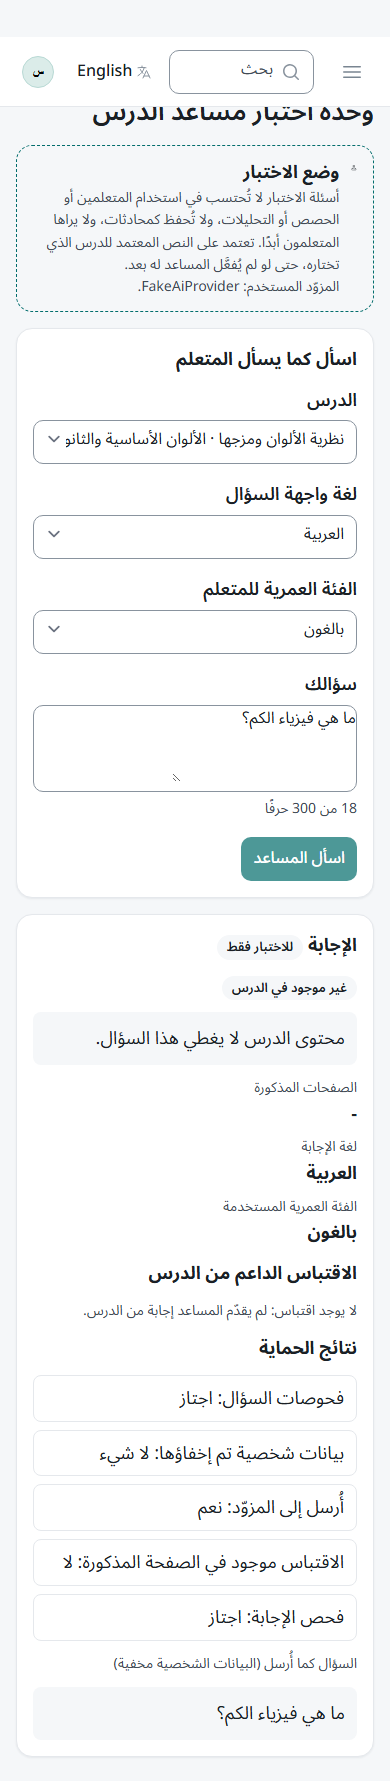 س
English
بحث
وحدة اختبار مساعد الدرس
وضع الاختبار
أسئلة الاختبار لا تُحتسب في استخدام المتعلمين أو
الحصص أو التحليلات، ولا تُحفظ كمحادثات، ولا يراها
المتعلمون أبدًا. تعتمد على النص المعتمد للدرس الذي
تختاره، حتى لو لم يُفعَّل المساعد له بعد.
المزوّد المستخدم: FakeAiProvider.
اسأل كما يسأل المتعلم
الدرس
نظرية الألوان ومزجها · الألوان الأساسية والثانو
لغة واجهة السؤال
العربية
الفئة العمرية للمتعلم
بالغون
سؤالك
ما هي فيزياء الكم؟
18 من 300 حرفًا
اسأل المساعد
الإجابة
للاختبار فقط
غير موجود في الدرس
محتوى الدرس لا يغطي هذا السؤال.
الصفحات المذكورة
-
لغة الإجابة
العربية
الفئة العمرية المستخدمة
بالغون
الاقتباس الداعم من الدرس
لا يوجد اقتباس: لم يقدّم المساعد إجابة من الدرس.
نتائج الحماية
فحوصات السؤال: اجتاز
بيانات شخصية تم إخفاؤها: لا شيء
أُرسل إلى المزوّد: نعم
الاقتباس موجود في الصفحة المذكورة: لا
فحص الإجابة: اجتاز
السؤال كما أُرسل (البيانات الشخصية مخفية)
ما هي فيزياء الكم؟